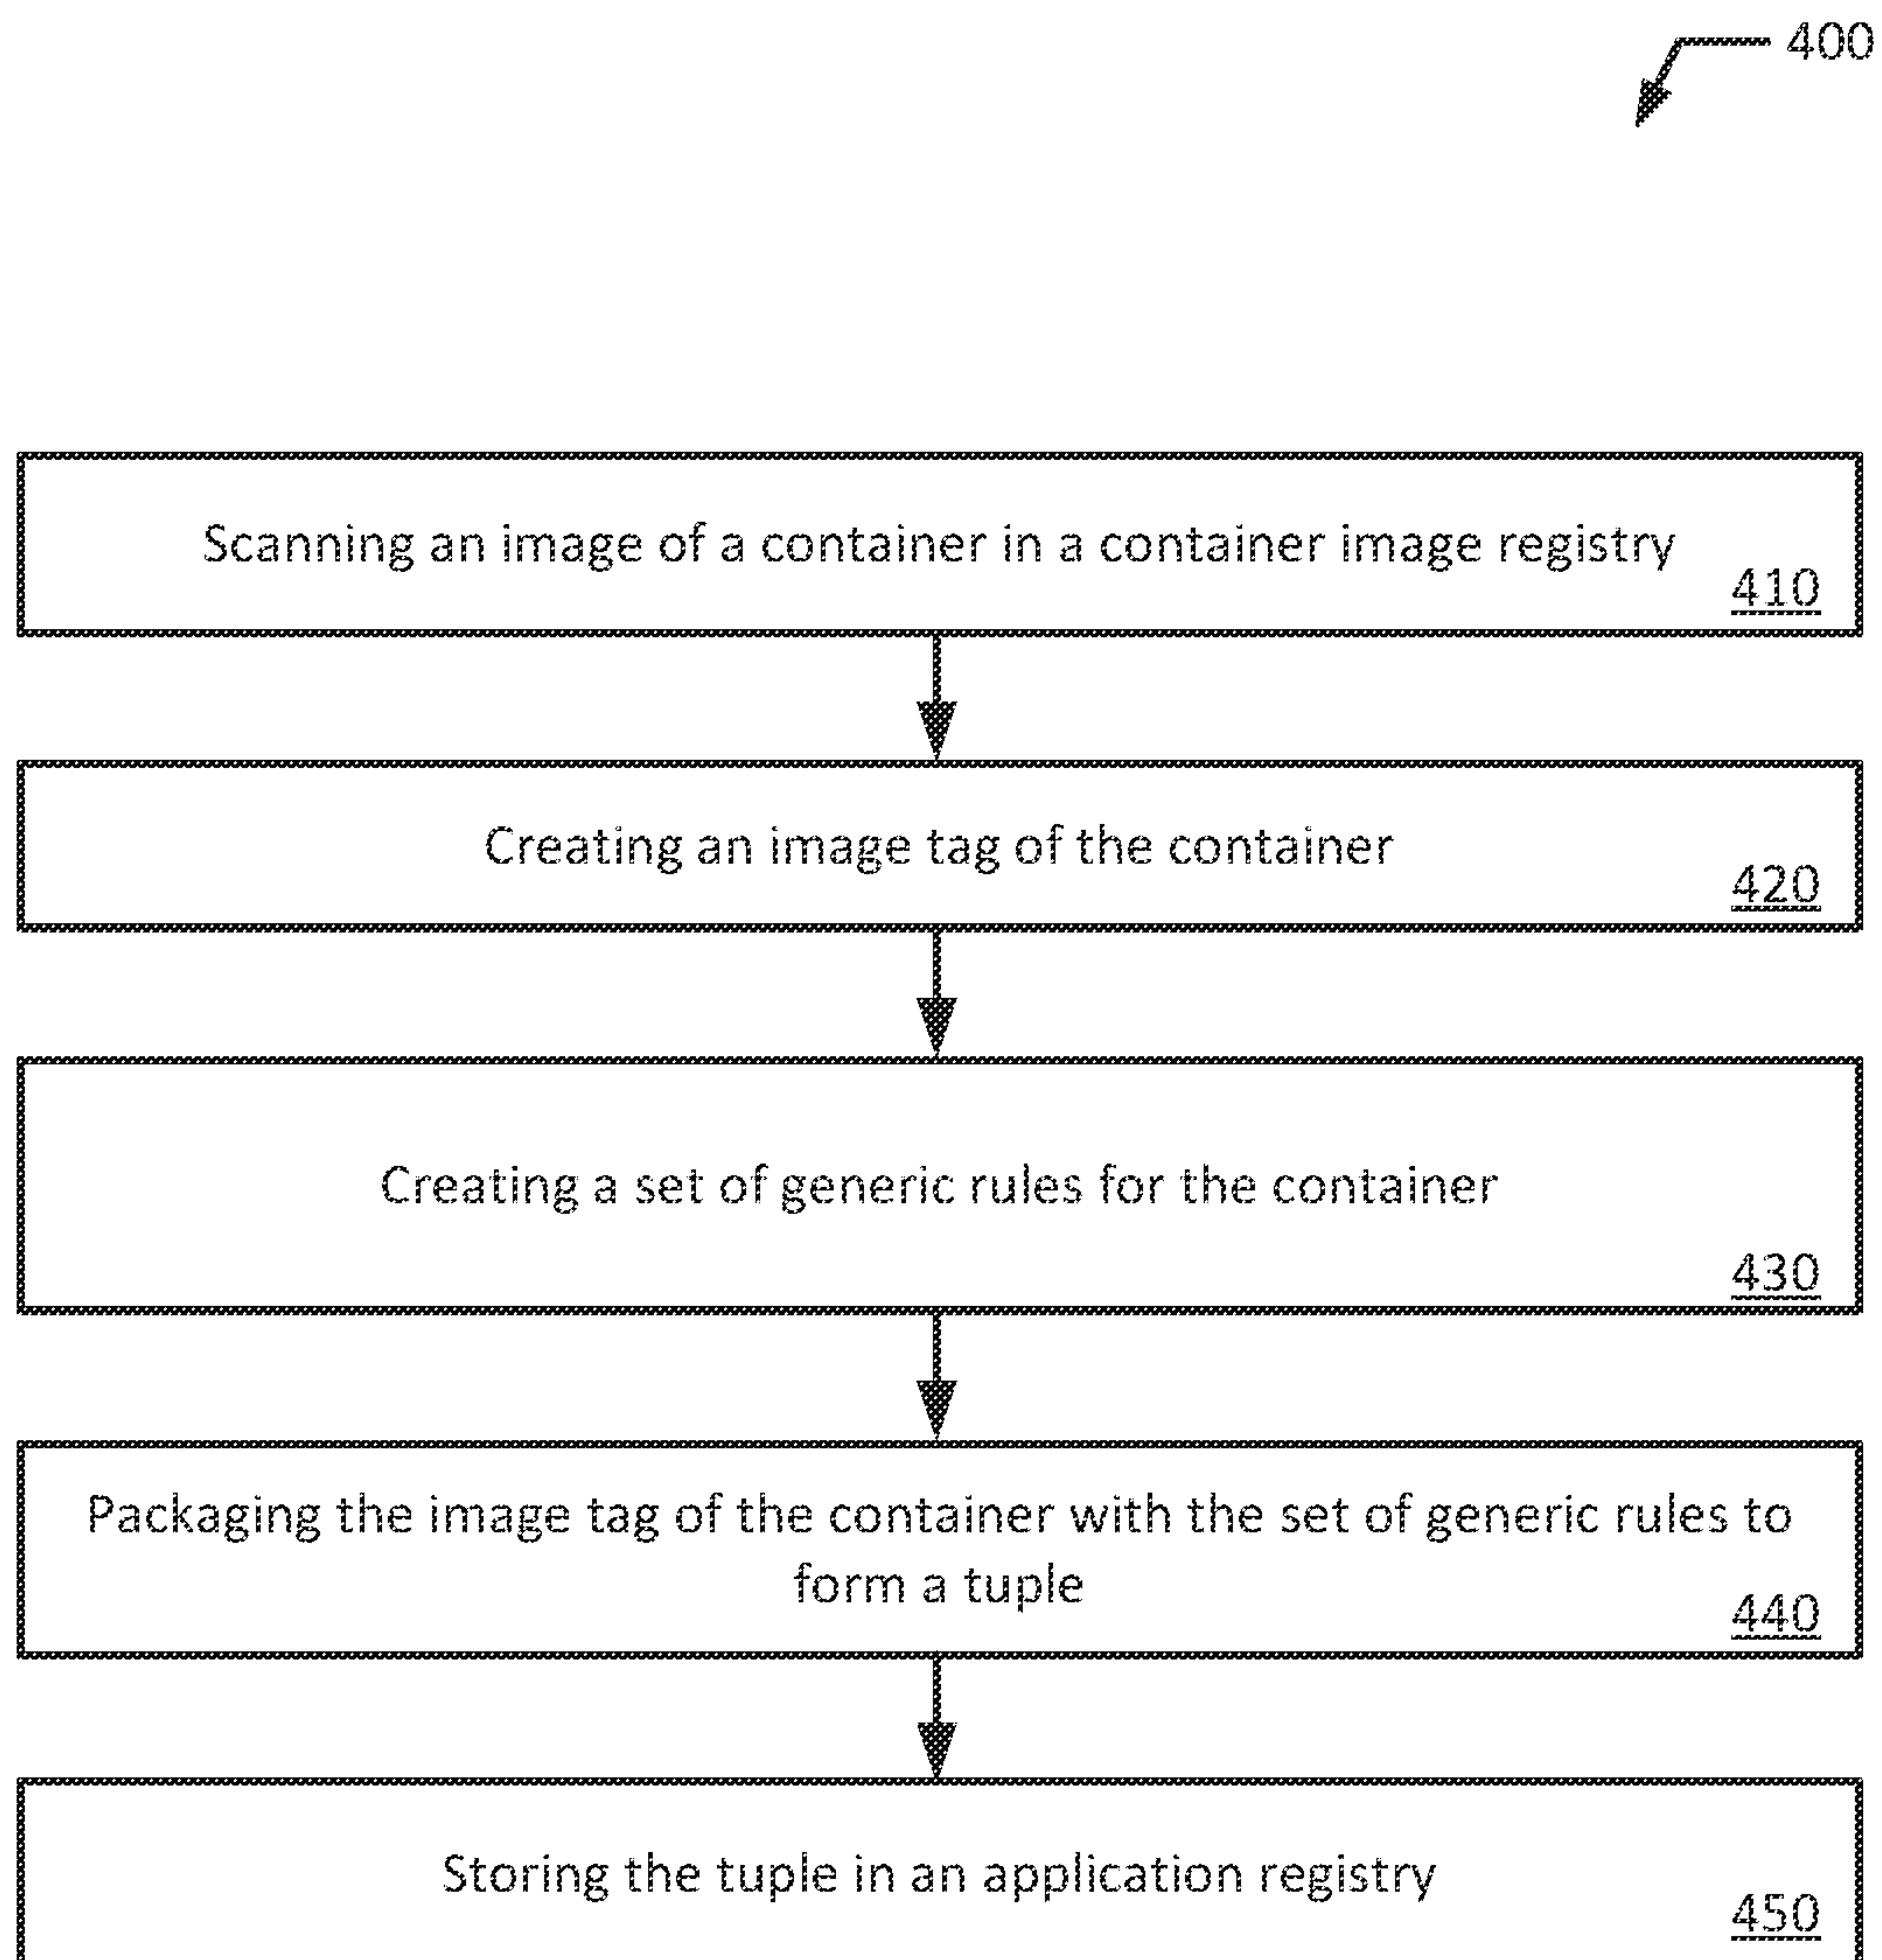 400
Scanning an image of a container in a container image registry
410
Creating an image tag of the container
420
Creating a set of generic rules for the container
430
Packaging the image tag of the container with the set of generic rules to
form a tuple
440
Storing the tuple in an application registry
450